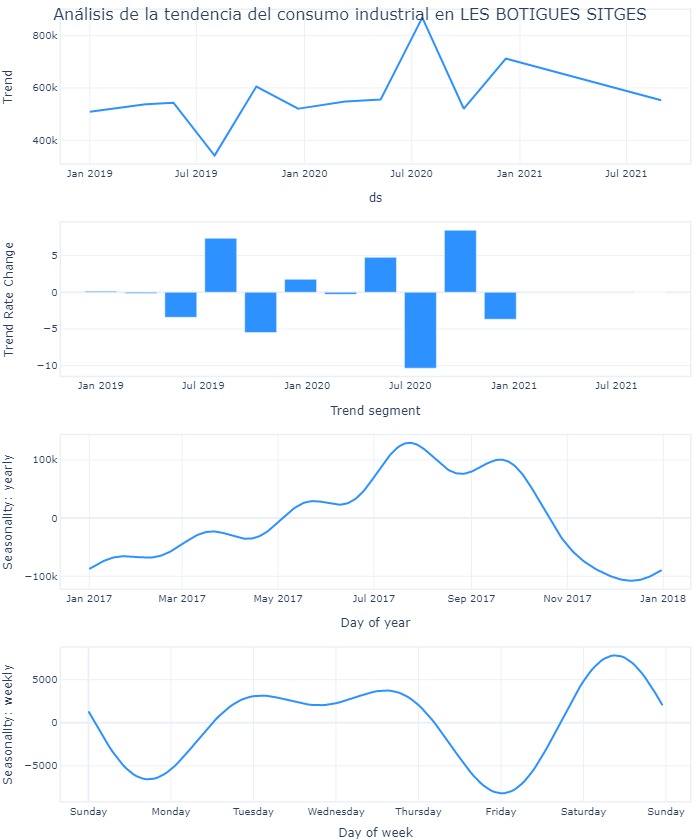 Análisis de la tendencia del consumo industrial en LES BOTIGUES SITGES
800k
600k
400k
Trend
Jan 2019 Jul 2019 Jan 2020 Jul 2020 Jan 2021 Jul 2021
ds
5
0
−5
−10
Trend Rate Change
Jan 2019 Jul 2019 Jan 2020 Jul 2020 Jan 2021 Jul 2021
Trend segment
100k
0
−100k
Seasonality: yearly
Jan 2017 Mar 2017 May 2017 Jul 2017 Sep 2017 Nov 2017 Jan 2018
Day of year
5000
0
−5000
Seasonality: weekly
Sunday Monday Tuesday Wednesday Thursday Friday Saturday Sunday
Day of week